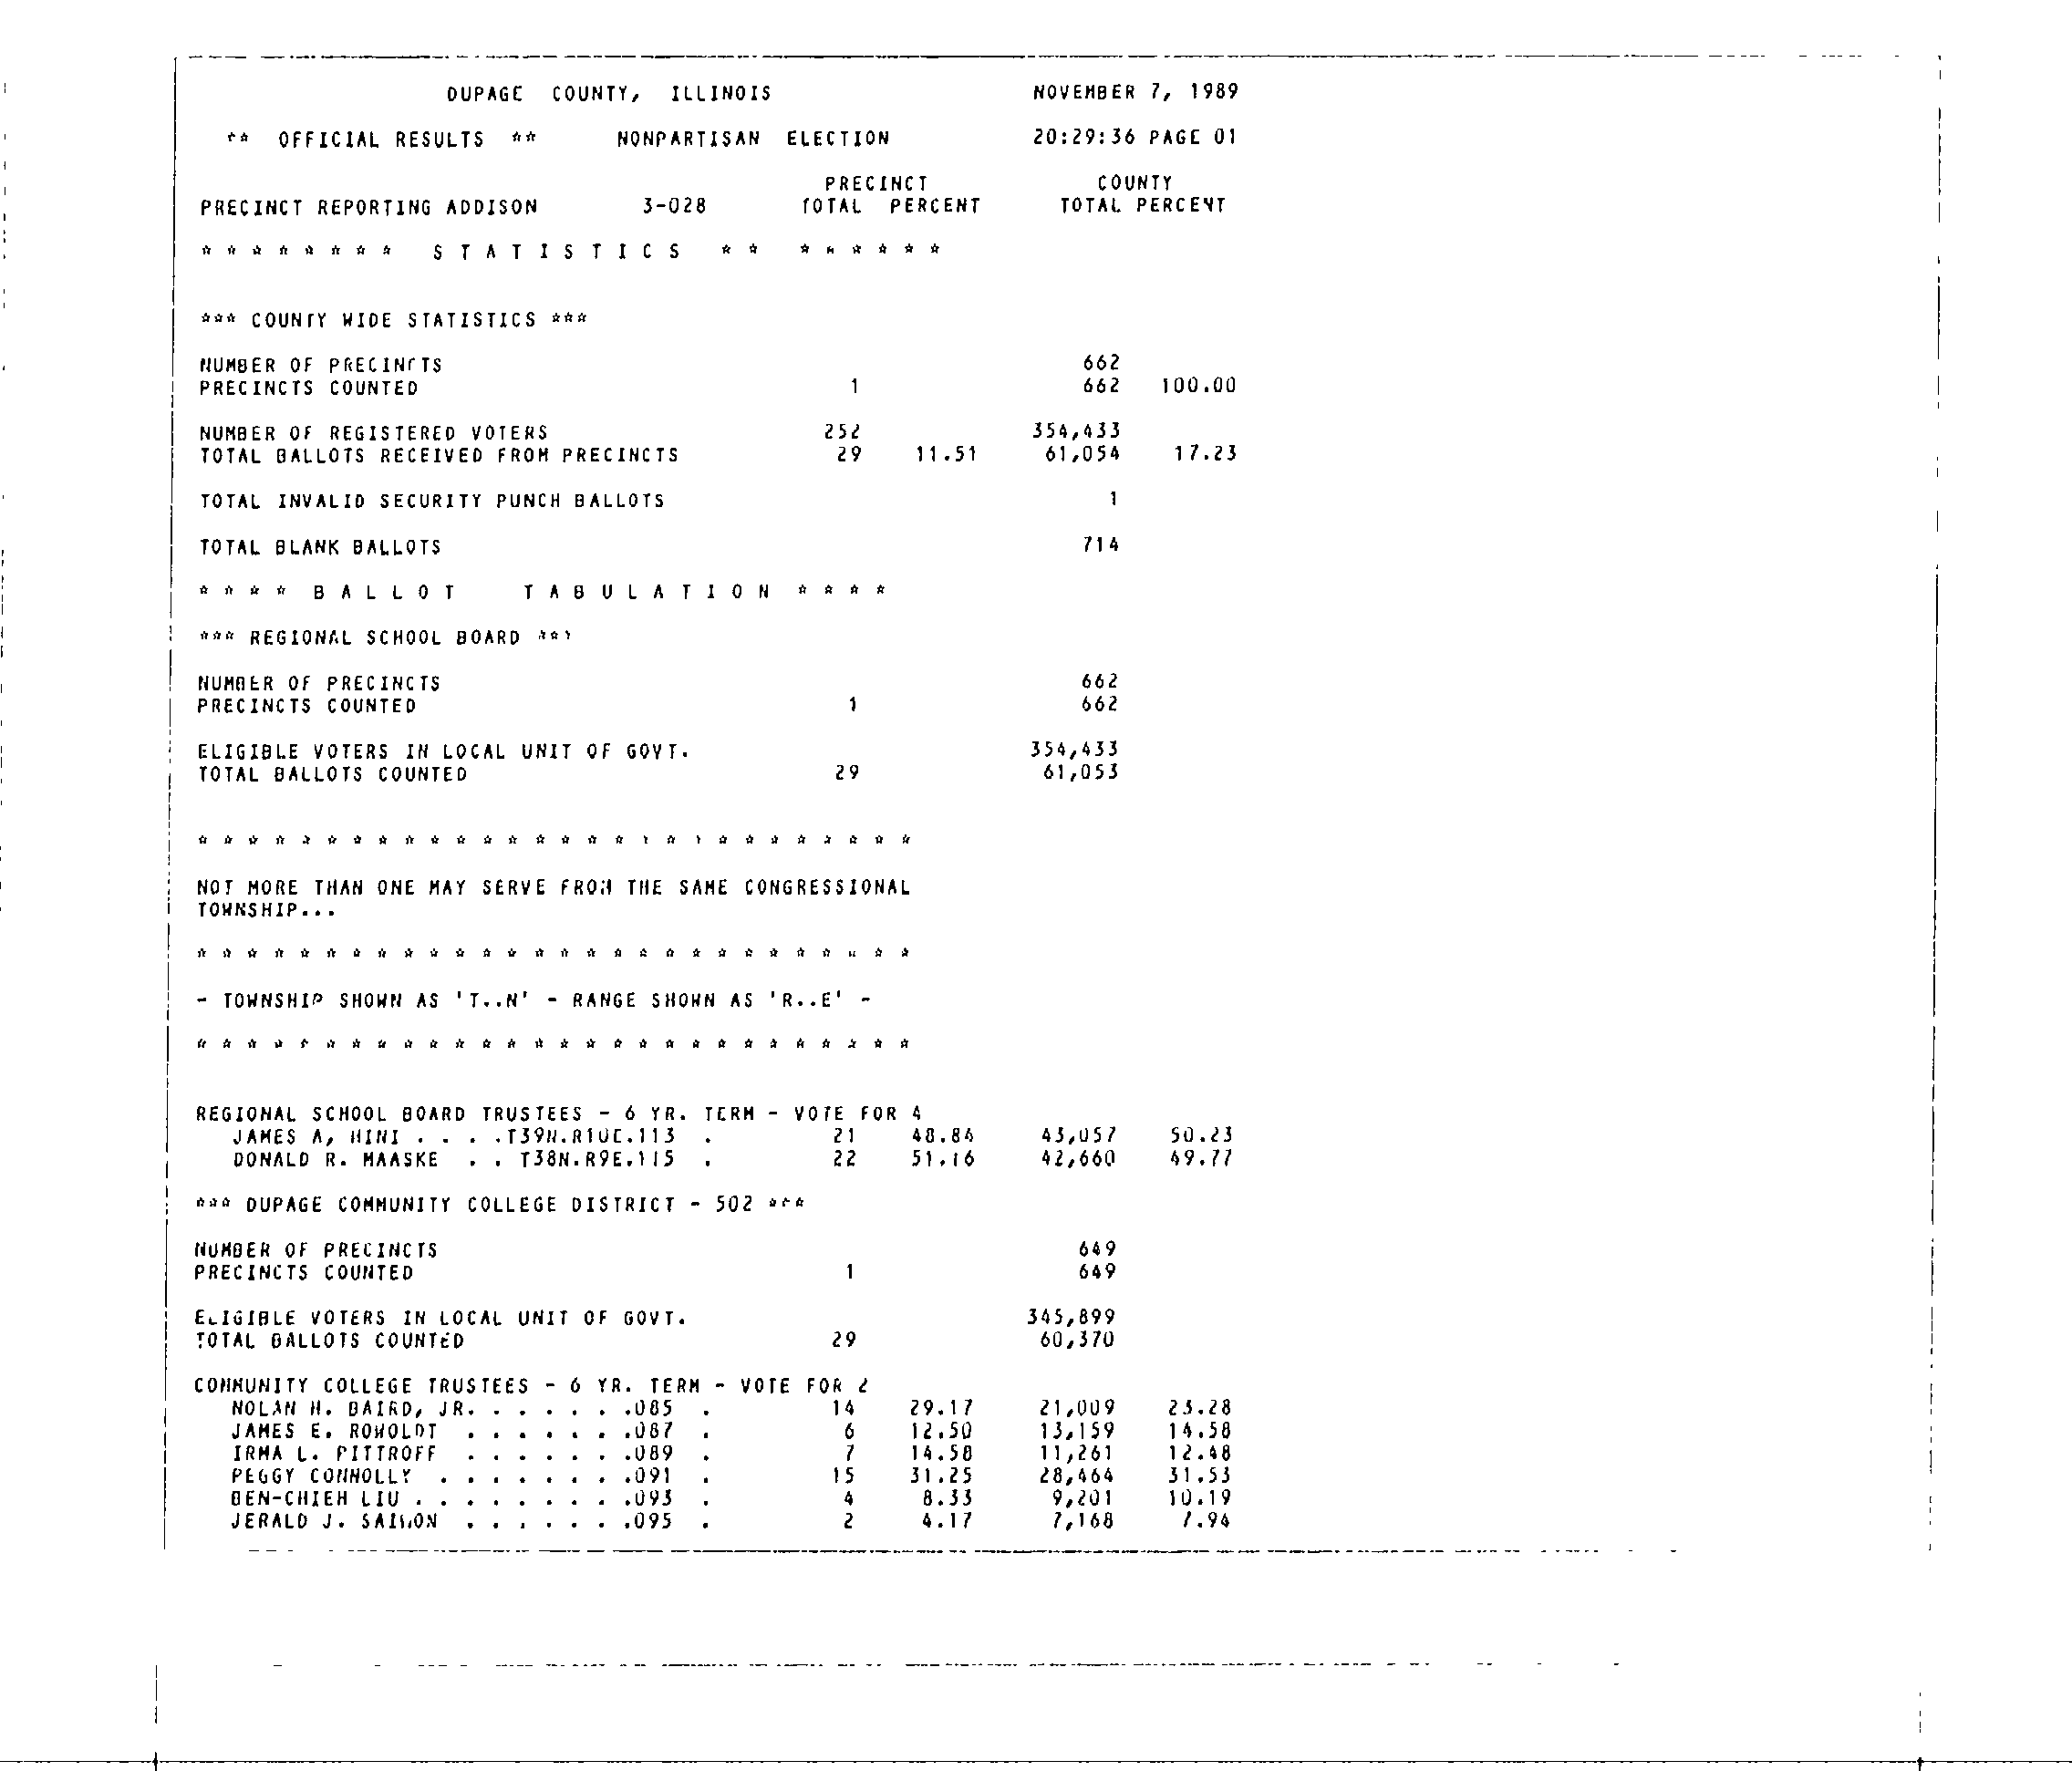 DUPAGE COUNTY, ILLINOIS NOVEMBER 7, 1989
** OFFICIAL RESULTS ** NONPARTISAN ELECTION 20:29:36 PAGE 01
PRECINCT COUNTY
PRECINCT REPORTING ADDISON 3-028 TOTAL PERCENT TOTAL PERCENT
* * * * * * * * S T A T I S T I C S * * * * * * * *
*** COUNTY WIDE STATISTICS ***
NUMBER OF PRECINCTS 662
PRECINCTS COUNTED 1 662 100.00
NUMBER OF REGISTERED VOTERS 252 354,433
TOTAL BALLOTS RECEIVED FROM PRECINCTS 29 11.51 61,054 17.23
TOTAL INVALID SECURITY PUNCH BALLOTS 1
TOTAL BLANK BALLOTS 714
* * * * B A L L O T T A B U L A T I O N * * * *
*** REGIONAL SCHOOL BOARD ***
NUMBER OF PRECINCTS 662
PRECINCTS COUNTED 1 662
ELIGIBLE VOTERS IN LOCAL UNIT OF GOVT. 354,433
TOTAL BALLOTS COUNTED 29 61,053
* * * * * * * * * * * * * * * * * * * * * * * * * * * *
NOT MORE THAN ONE MAY SERVE FROM THE SAME CONGRESSIONAL
TOWNSHIP...
* * * * * * * * * * * * * * * * * * * * * * * * * * * *
- TOWNSHIP SHOWN AS 'T..N' - RANGE SHOWN AS 'R..E' -
* * * * * * * * * * * * * * * * * * * * * * * * * * * *
REGIONAL SCHOOL BOARD TRUSTEES - 6 YR. TERM - VOTE FOR 4
JAMES A, HINI . . . .T39N.R10E.113 . 21 48.84 43,057 50.23
DONALD R. MAASKE . . T38N.R9E.115 . 22 51.16 42,660 49.77
*** DUPAGE COMMUNITY COLLEGE DISTRICT - 502 ***
NUMBER OF PRECINCTS 649
PRECINCTS COUNTED 1 649
ELIGIBLE VOTERS IN LOCAL UNIT OF GOVT. 345,899
TOTAL BALLOTS COUNTED 29 60,370
COMMUNITY COLLEGE TRUSTEES - 6 YR. TERM - VOTE FOR 2
NOLAN H. BAIRD, JR. . . . . . .085 . 14 29.17 21,009 23.28
JAMES E. ROWOLDT . . . . . . .087 . 6 12.50 13,159 14.58
IRMA L. PITTROFF . . . . . . .089 . 7 14.58 11,261 12.48
PEGGY CONNOLLY . . . . . . . .091 . 15 31.25 28,464 31.53
BEN-CHIEH LIU . . . . . . . . .093 . 4 8.33 9,201 10.19
JERALD J. . . . . . . .095 . 2 4.17 7,168 7.94